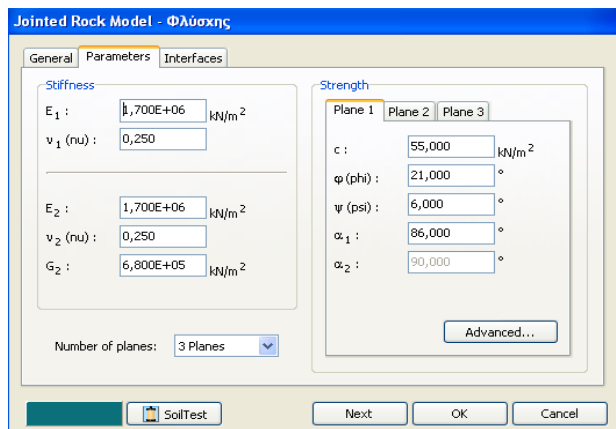 Jointed Rock Model - Φλύσχης
General Parameters Interfaces
Stiffness
E₁ : 1,700E+06 kN/m²
ν₁ (nu) : 0,250
E₂ : 1,700E+06 kN/m²
ν₂ (nu) : 0,250
G₂ : 6,800E+05 kN/m²
Number of planes: 3 Planes
Strength
Plane 1 Plane 2 Plane 3
c : 55,000 kN/m²
φ (phi) : 21,000 °
ψ (psi) : 6,000 °
α₁ : 86,000 °
α₂ : 90,000 °
Advanced...
SoilTest Next OK Cancel